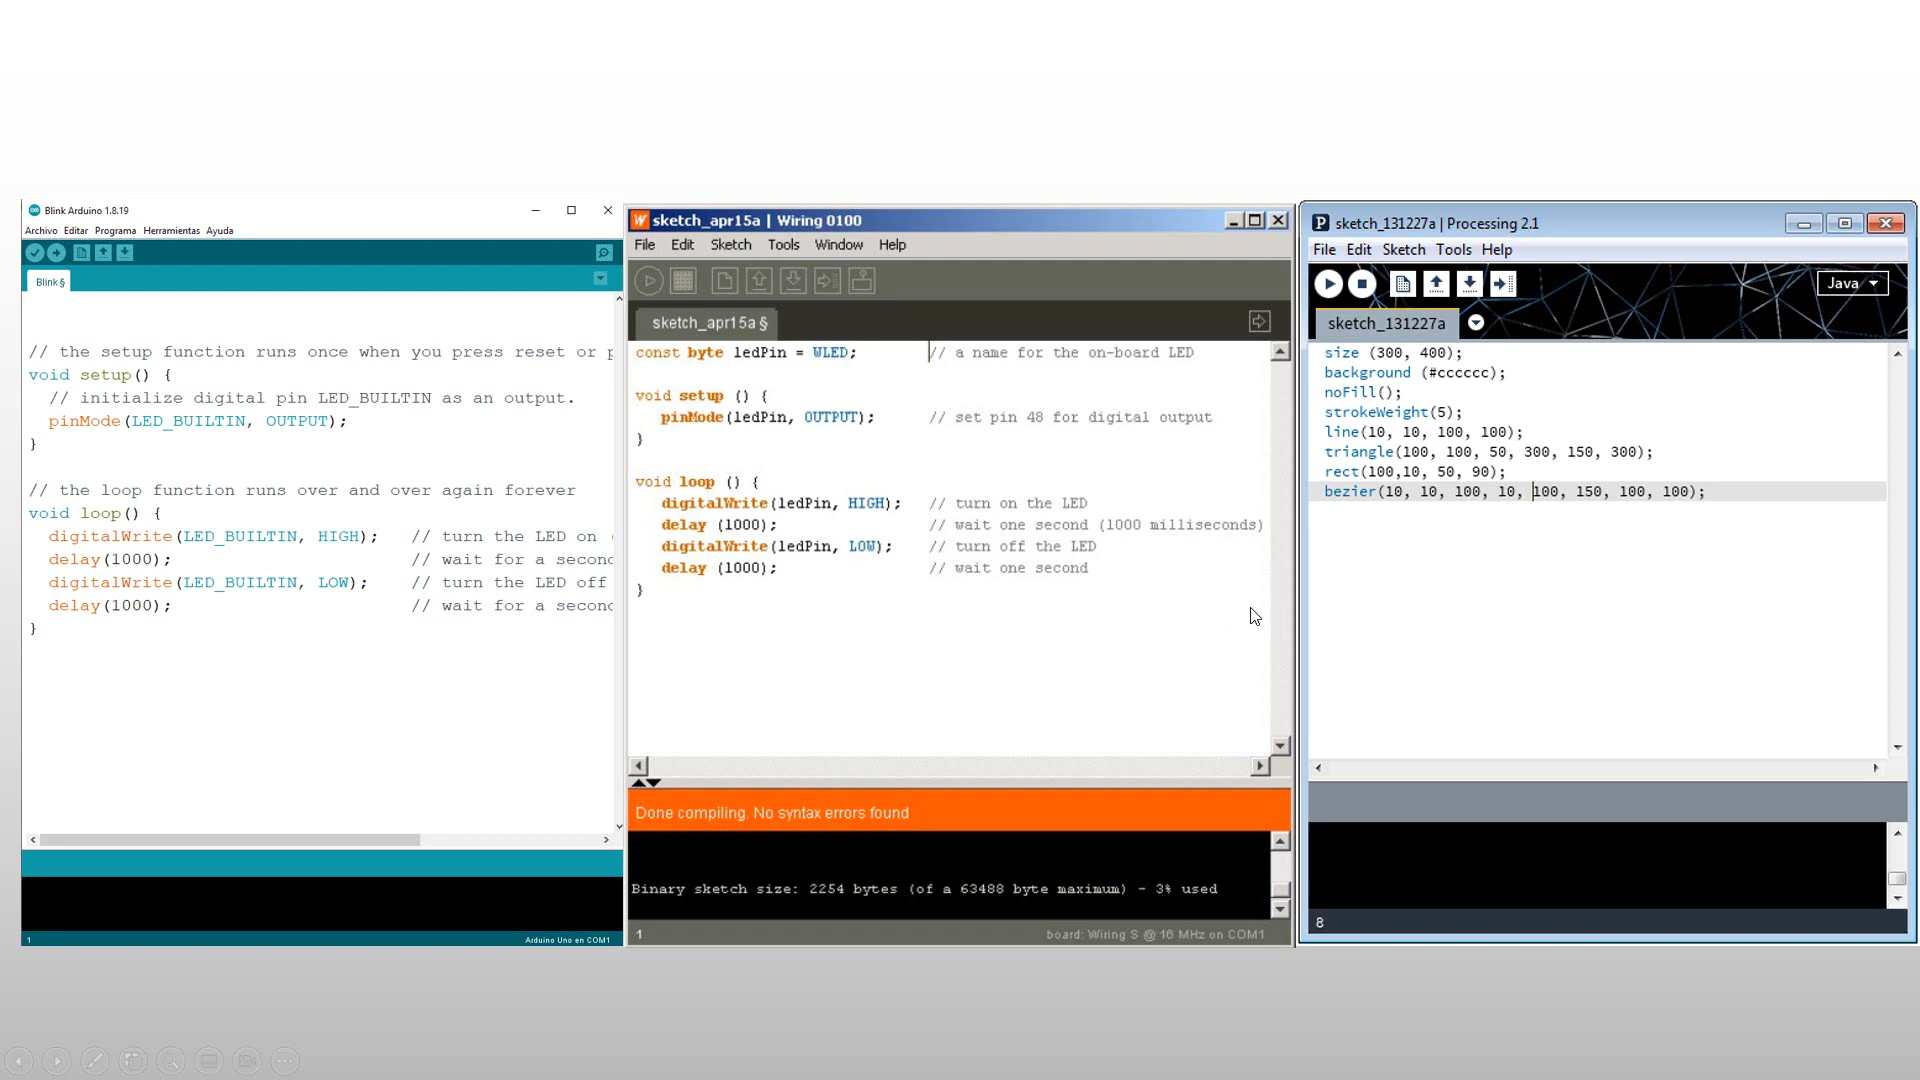 Blink Arduino 1.8.19
Archivo Editar Programa Herramientas Ayuda
Blink §
// the setup function runs once when you press reset or p
void setup() {
  // initialize digital pin LED_BUILTIN as an output.
  pinMode(LED_BUILTIN, OUTPUT);
}
// the loop function runs over and over again forever
void loop() {
  digitalWrite(LED_BUILTIN, HIGH);   // turn the LED on (
  delay(1000);                       // wait for a second
  digitalWrite(LED_BUILTIN, LOW);    // turn the LED off
  delay(1000);                       // wait for a second
}
1
Arduino Uno en COM1
sketch_apr15a | Wiring 0100
File Edit Sketch Tools Window Help
sketch_apr15a §
const byte ledPin = WLED;         // a name for the on-board LED
void setup () {
  pinMode(ledPin, OUTPUT);       // set pin 48 for digital output
}
void loop () {
  digitalWrite(ledPin, HIGH);    // turn on the LED
  delay (1000);                  // wait one second (1000 milliseconds)
  digitalWrite(ledPin, LOW);     // turn off the LED
  delay (1000);                  // wait one second
}
Done compiling. No syntax errors found
Binary sketch size: 2254 bytes (of a 63488 byte maximum) - 3% used
1
board: Wiring S @ 16 MHz on COM1
sketch_131227a | Processing 2.1
File Edit Sketch Tools Help
Java
sketch_131227a
size (300, 400);
background (#cccccc);
noFill();
strokeWeight(5);
line(10, 10, 100, 100);
triangle(100, 100, 50, 300, 150, 300);
rect(100,10, 50, 90);
bezier(10, 10, 100, 10, 100, 150, 100, 100);
8